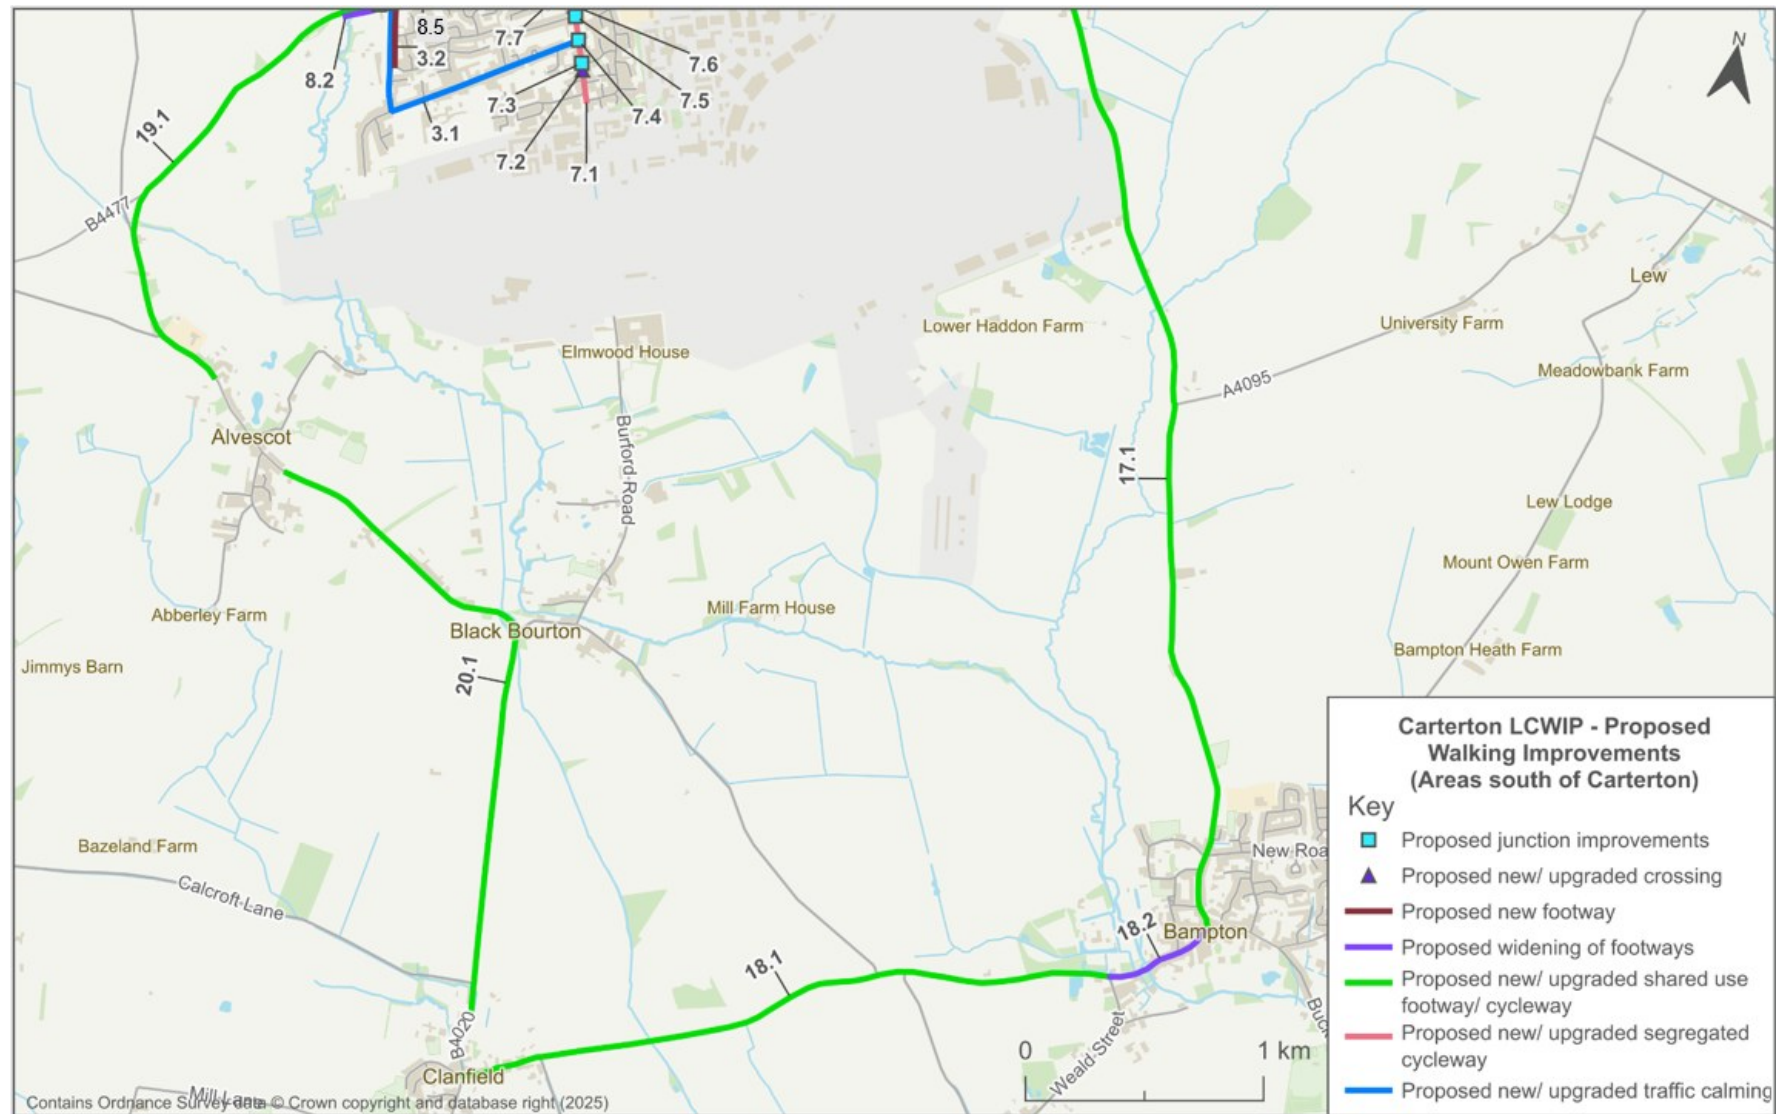 8.5
3.2
7.7
7.6
8.2
7.5
7.3
7.4
3.1
7.2
7.1
19.1
B4477
N
Lew
University Farm
Lower Haddon Farm
Elmwood House
Meadowbank Farm
A4095
Alvescot
Burford Road
17.1
Lew Lodge
Mount Owen Farm
Abberley Farm
Mill Farm House
Black Bourton
Bampton Heath Farm
Jimmys Barn
20.1
Bazeland Farm
Calcroft Lane
New Roa
18.2
Bampton
18.1
B4020
Clanfield
Weald Street
Buc
Mill Lane
0 1 km
Carterton LCWIP - Proposed
Walking Improvements
(Areas south of Carterton)
Key
Proposed junction improvements
Proposed new/ upgraded crossing
Proposed new footway
Proposed widening of footways
Proposed new/ upgraded shared use
footway/ cycleway
Proposed new/ upgraded segregated
cycleway
Proposed new/ upgraded traffic calming
Contains Ordnance Survey data © Crown copyright and database right (2025)